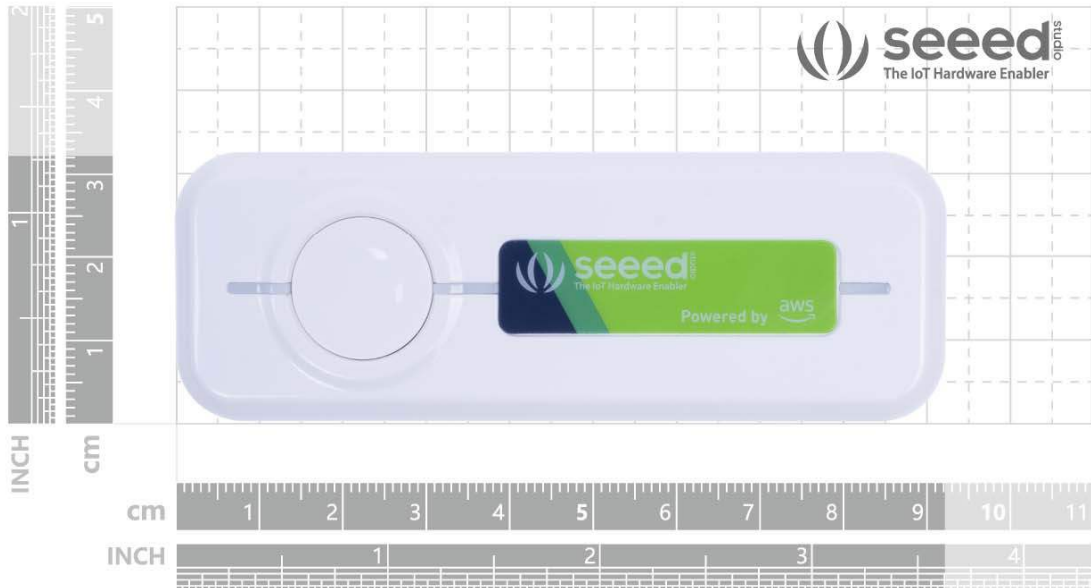 seeed studio
The IoT Hardware Enabler
INCH
1
2
cm
1
2
3
4
5
seeed studio
The IoT Hardware Enabler
Powered by aws
cm 1 2 3 4 5 6 7 8 9 10 11
INCH 1 2 3 4